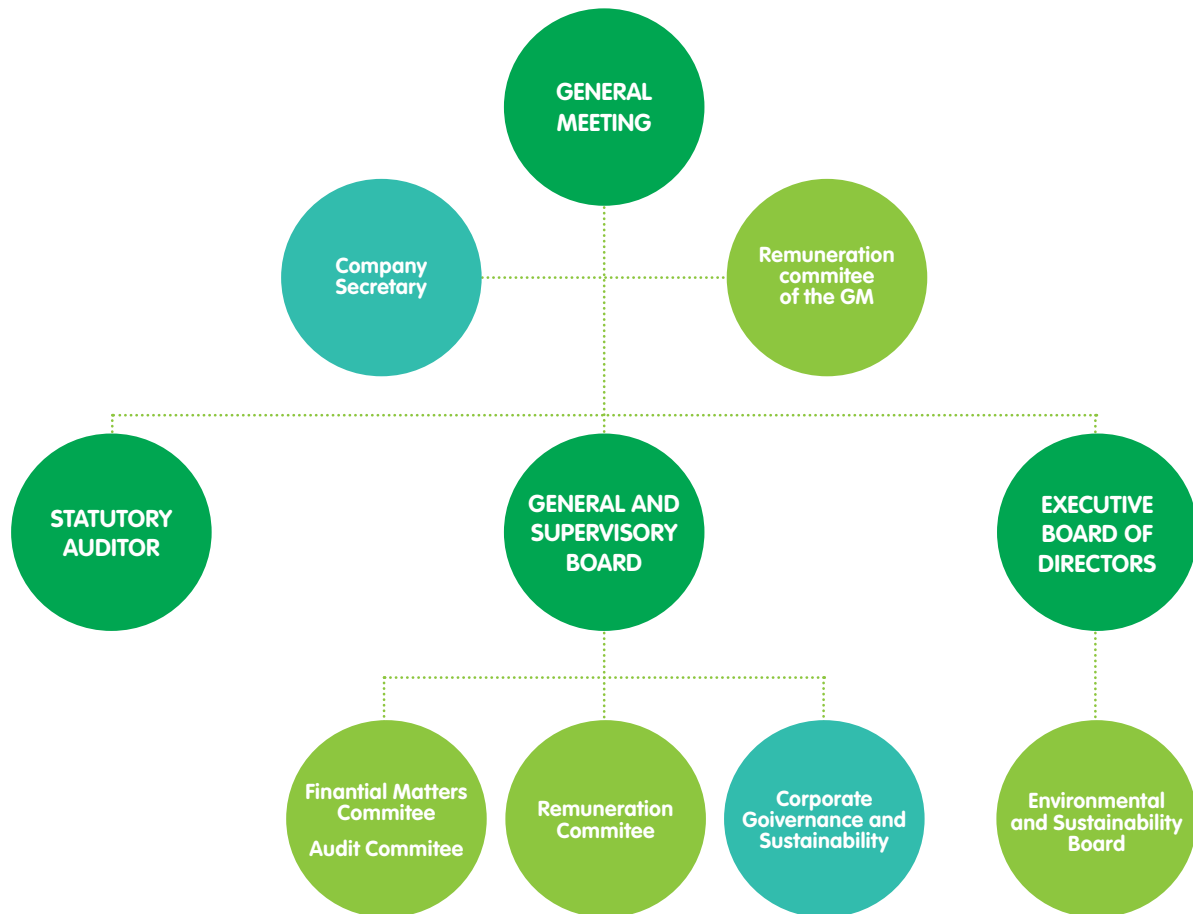 GENERAL
MEETING
Company
Secretary
Remuneration
commitee
of the GM
STATUTORY
AUDITOR
GENERAL AND
SUPERVISORY
BOARD
EXECUTIVE
BOARD OF
DIRECTORS
Finantial Matters
Commitee
Audit Commitee
Remuneration
Commitee
Corporate
Goivernance and
Sustainability
Environmental
and Sustainability
Board